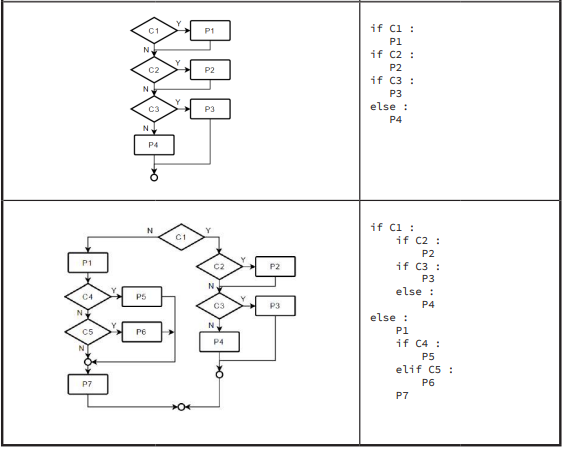 C1
Y
P1
N
C2
Y
P2
N
C3
Y
P3
N
P4
if C1 :
P1
if C2 :
P2
if C3 :
P3
else :
P4
N
C1
Y
P1
C4
Y
P5
N
C5
Y
P6
N
P7
C2
Y
P2
N
C3
Y
P3
N
P4
if C1 :
if C2 :
P2
if C3 :
P3
else :
P4
else :
P1
if C4 :
P5
elif C5 :
P6
P7